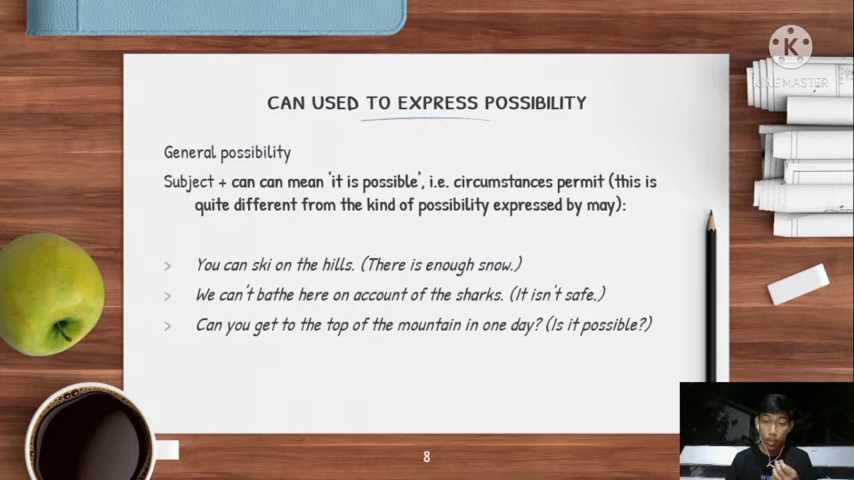 K
KINEMASTER
CAN USED TO EXPRESS POSSIBILITY
General possibility
Subject + can can mean 'it is possible', i.e. circumstances permit (this is
quite different from the kind of possibility expressed by may):
> You can ski on the hills. (There is enough snow.)
> We can't bathe here on account of the sharks. (It isn't safe.)
> Can you get to the top of the mountain in one day? (Is it possible?)
8